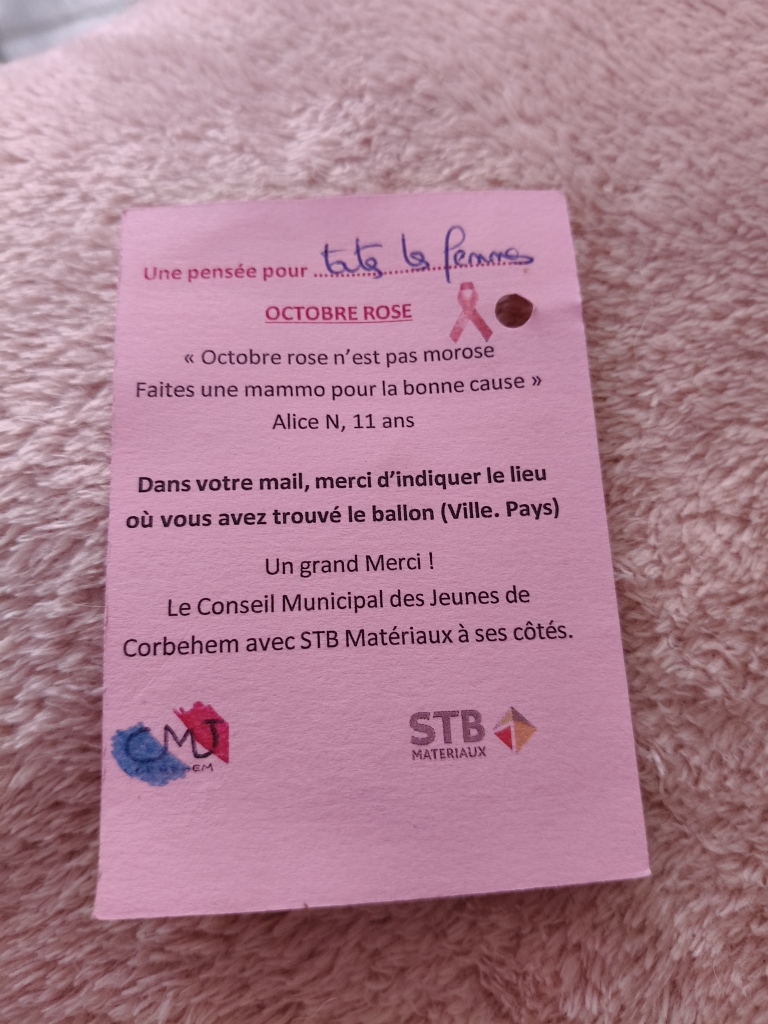 Une pensée pour ......toutes les femmes
OCTOBRE ROSE
« Octobre rose n'est pas morose
Faites une mammo pour la bonne cause »
Alice N, 11 ans
Dans votre mail, merci d'indiquer le lieu
où vous avez trouvé le ballon (Ville. Pays)
Un grand Merci !
Le Conseil Municipal des Jeunes de
Corbehem avec STB Matériaux à ses côtés.
CMJ
STB
MATERIAUX